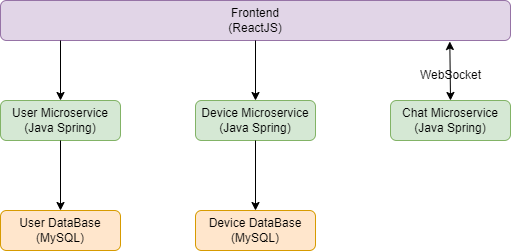 Frontend
(ReactJS)
WebSocket
User Microservice
(Java Spring)
Device Microservice
(Java Spring)
Chat Microservice
(Java Spring)
User DataBase
(MySQL)
Device DataBase
(MySQL)